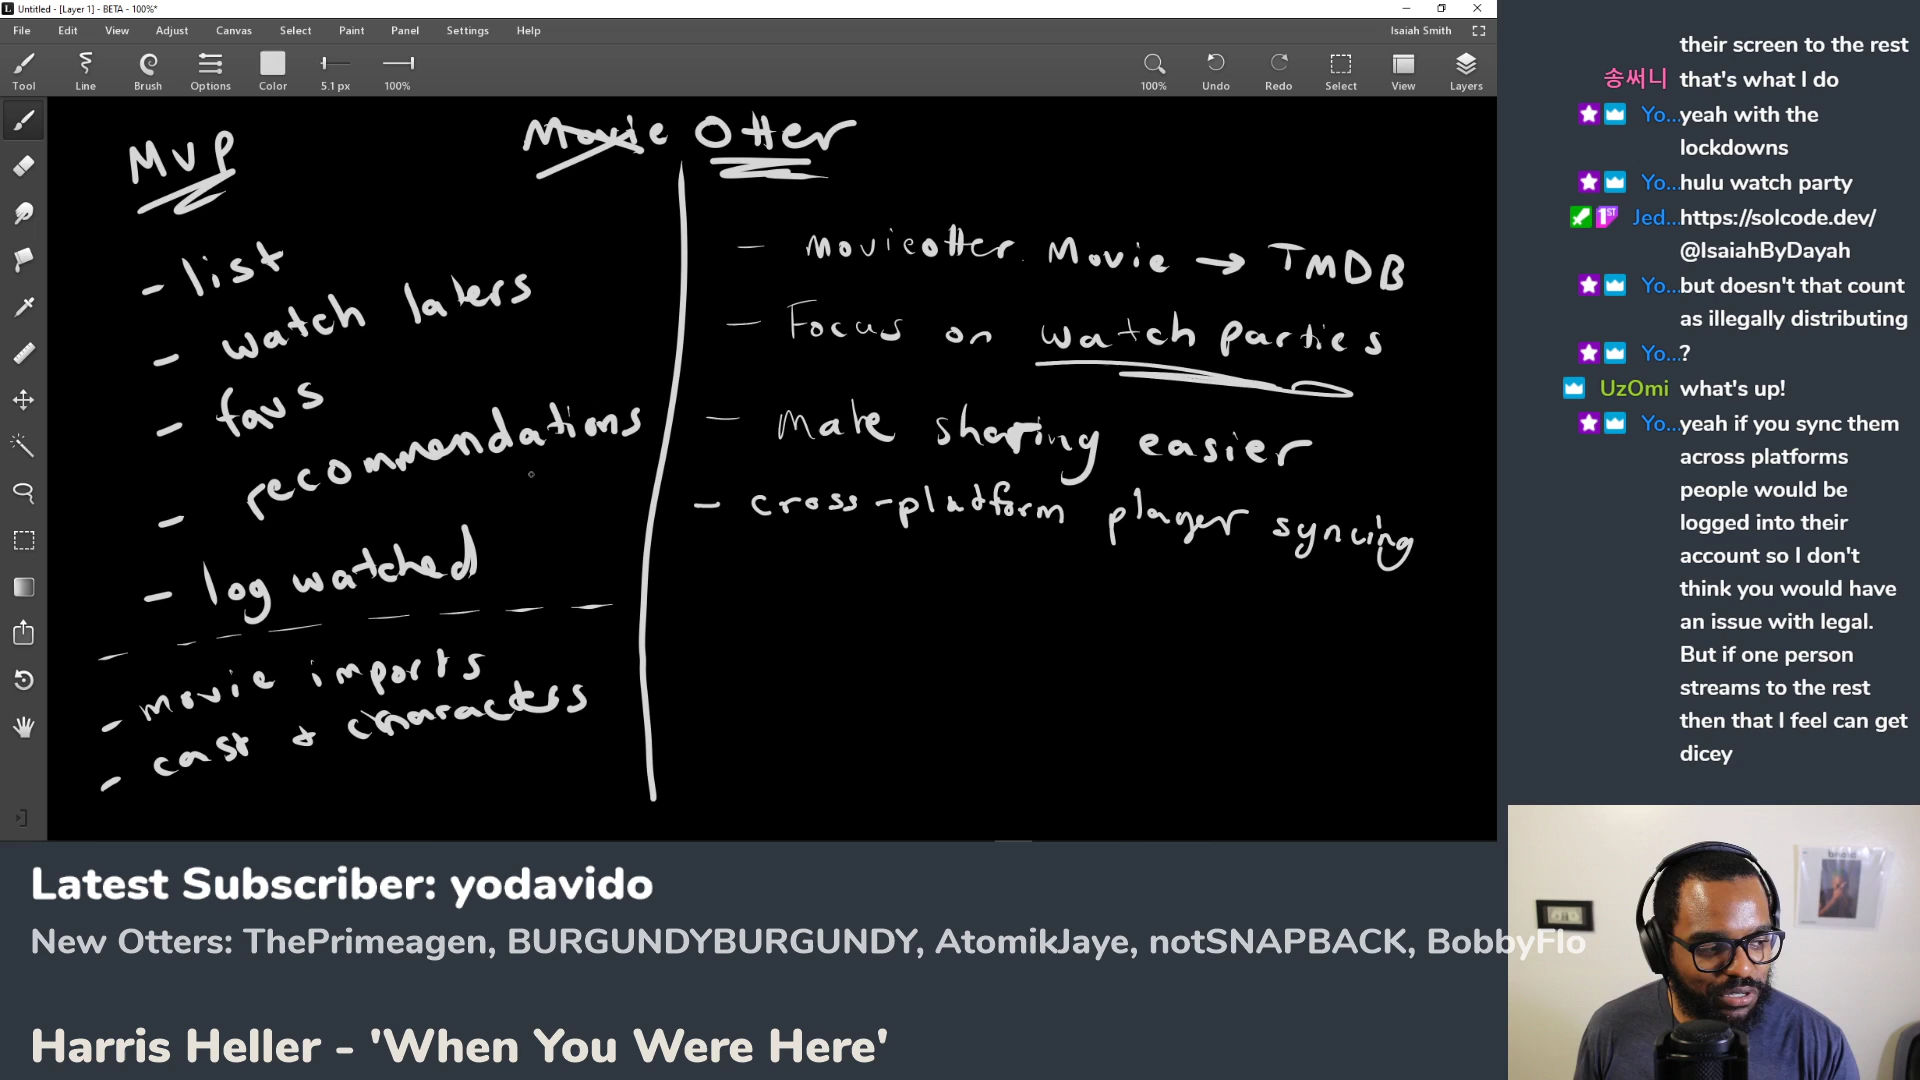 Untitled - [Layer 1] - BETA - 100%*
File Edit View Adjust Canvas Select Paint Panel Settings Help Isaiah Smith
Tool Line Brush Options Color 5.1 px 100% 100% Undo Redo Select View Layers
MVP
- list
- watch laters
- favs
- recommendations
- log watched
- movie imports
- cast + characters
Movie Otter
- Movieotter. Movie → TMDB
- Focus on watch parties
- Make sharing easier
- cross-platform player syncing
their screen to the rest
송써니 that's what I do
Yo... yeah with the
lockdowns
Yo... hulu watch party
1ST Jed... https://solcode.dev/
@IsaiahByDayah
Yo... but doesn't that count
as illegally distributing
Yo... ?
UzOmi what's up!
Yo... yeah if you sync them
across platforms
people would be
logged into their
account so I don't
think you would have
an issue with legal.
But if one person
streams to the rest
then that I feel can get
dicey
Latest Subscriber: yodavido
New Otters: ThePrimeagen, BURGUNDYBURGUNDY, AtomikJaye, notSNAPBACK, BobbyFlo
Harris Heller - 'When You Were Here'